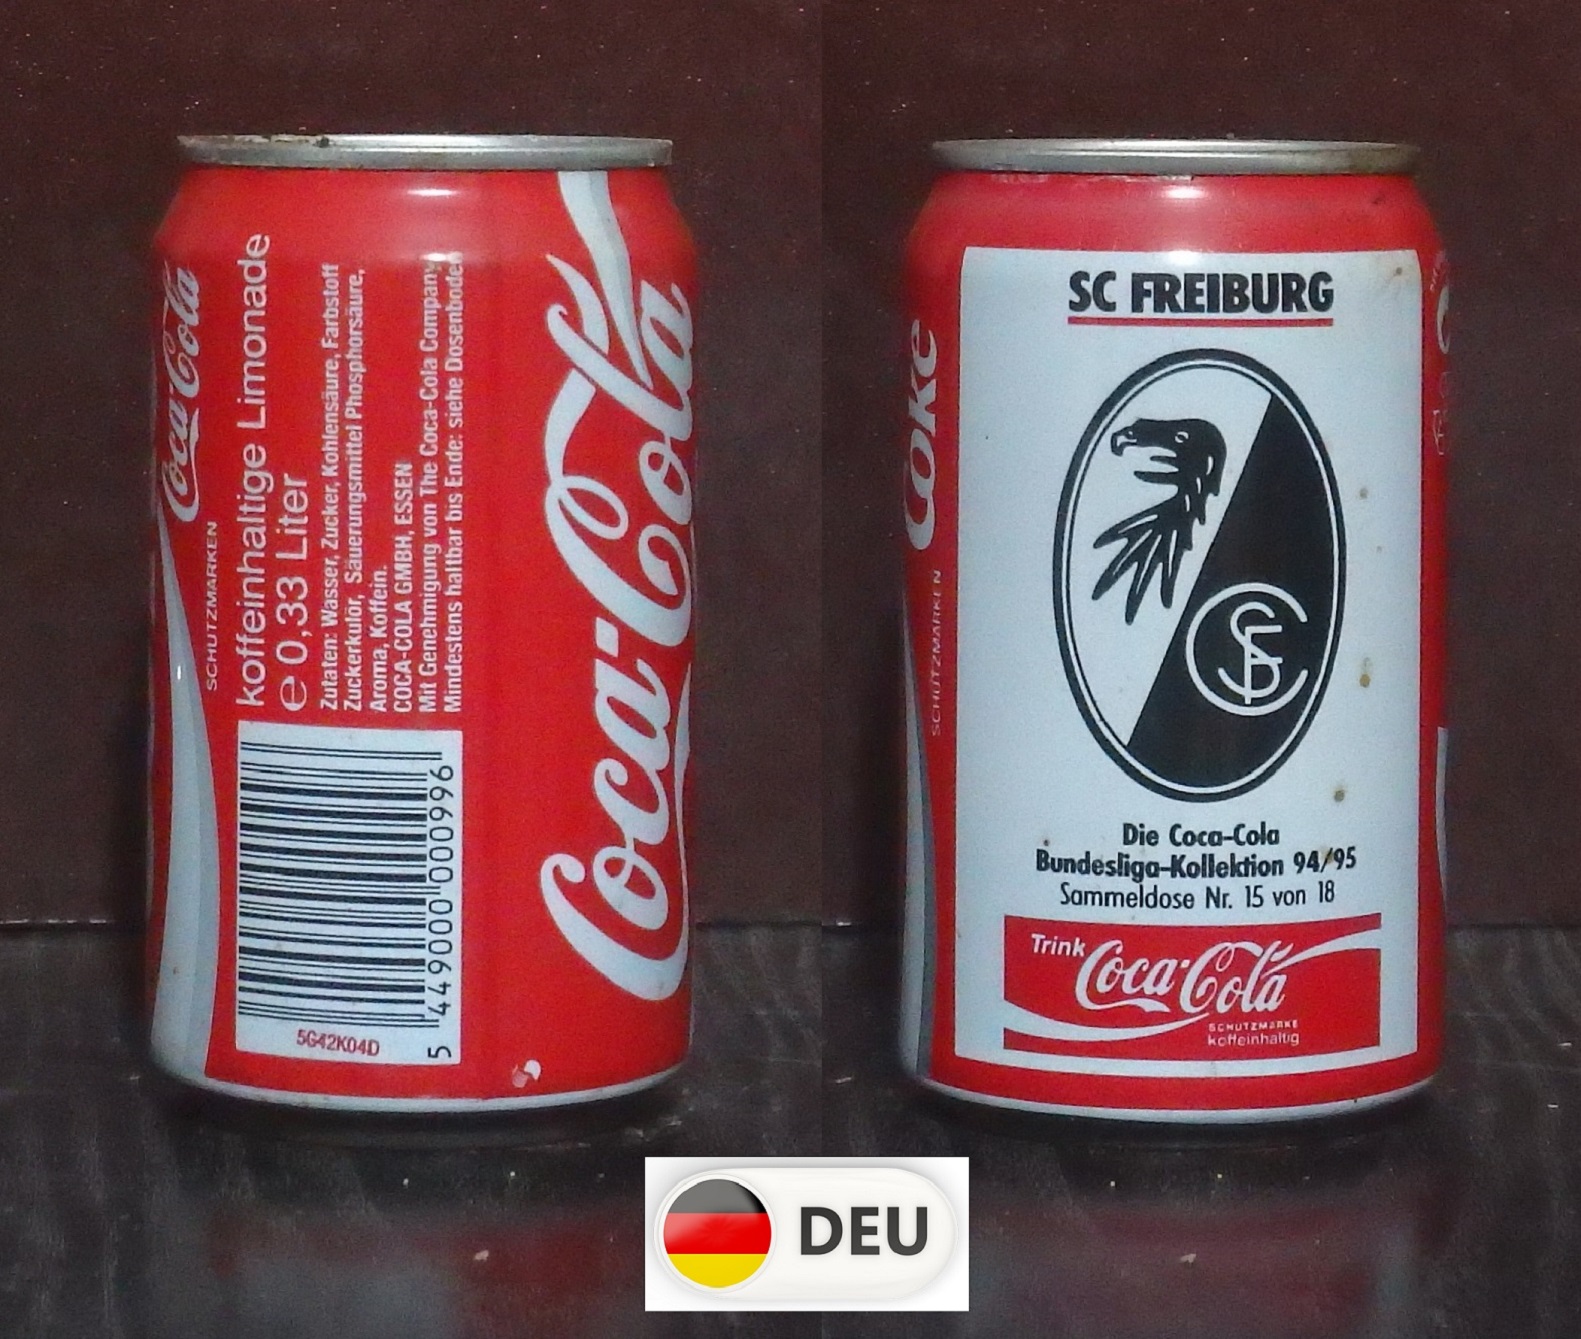 Coca-Cola
SCHUTZMARKEN
koffeinhaltige Limonade
e 0,33 Liter
Zutaten: Wasser, Zucker, Kohlensäure, Farbstoff
Zuckerkulör, Säuerungsmittel Phosphorsäure,
Aroma, Koffein.
COCA-COLA GMBH, ESSEN
Mit Genehmigung von The Coca-Cola Company
Mindestens haltbar bis Ende: siehe Dosenboden
5G42K04D
5 449000 000996
Coca-Cola
Coke
SCHUTZMARKEN
SC FREIBURG
SCF
Die Coca-Cola
Bundesliga-Kollektion 94/95
Sammeldose Nr. 15 von 18
Trink Coca-Cola
SCHUTZMARKE
koffeinhaltig
DEU